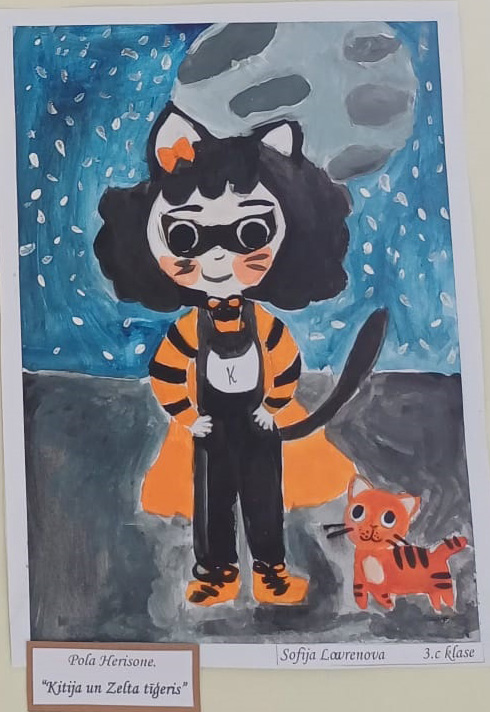 K
Pola Herisone.
"Kitija un Zelta tīģeris"
Sofija Lavrenova 3.c klase